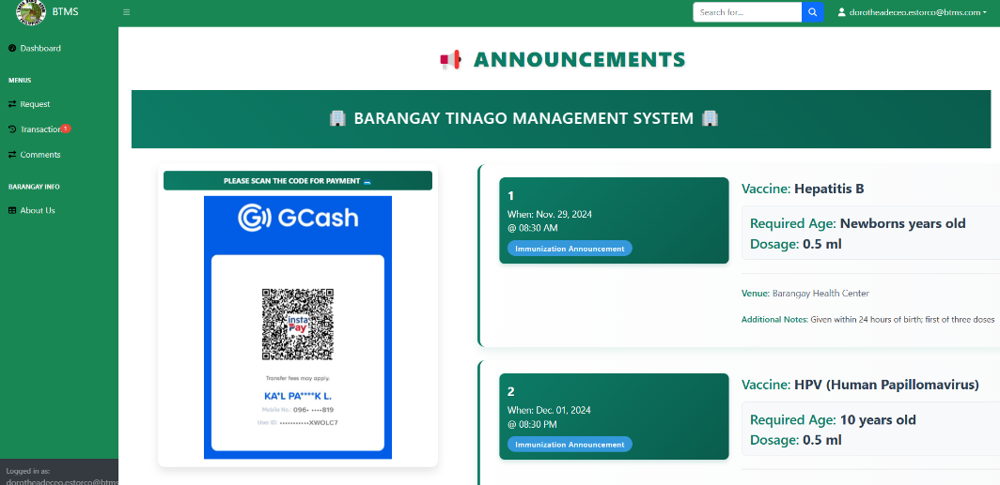 BTMS
Search for...
dorotheadeceo.estorco@btms.com
Dashboard
MENUS
Request
Transaction 1
Comments
BARANGAY INFO
About Us
Logged in as:
dorotheadeceo.estorco@btms
ANNOUNCEMENTS
BARANGAY TINAGO MANAGEMENT SYSTEM
PLEASE SCAN THE CODE FOR PAYMENT
GCash
insta
Pay
Transfer fees may apply.
KA*L PA****K L.
Mobile No.: 096• ••••819
User ID: •••••••••••XWOLC7
1
When: Nov. 29, 2024
@ 08:30 AM
Immunization Announcement
Vaccine: Hepatitis B
Required Age: Newborns years old
Dosage: 0.5 ml
Venue: Barangay Health Center
Additional Notes: Given within 24 hours of birth; first of three doses
2
When: Dec. 01, 2024
@ 08:30 PM
Immunization Announcement
Vaccine: HPV (Human Papillomavirus)
Required Age: 10 years old
Dosage: 0.5 ml